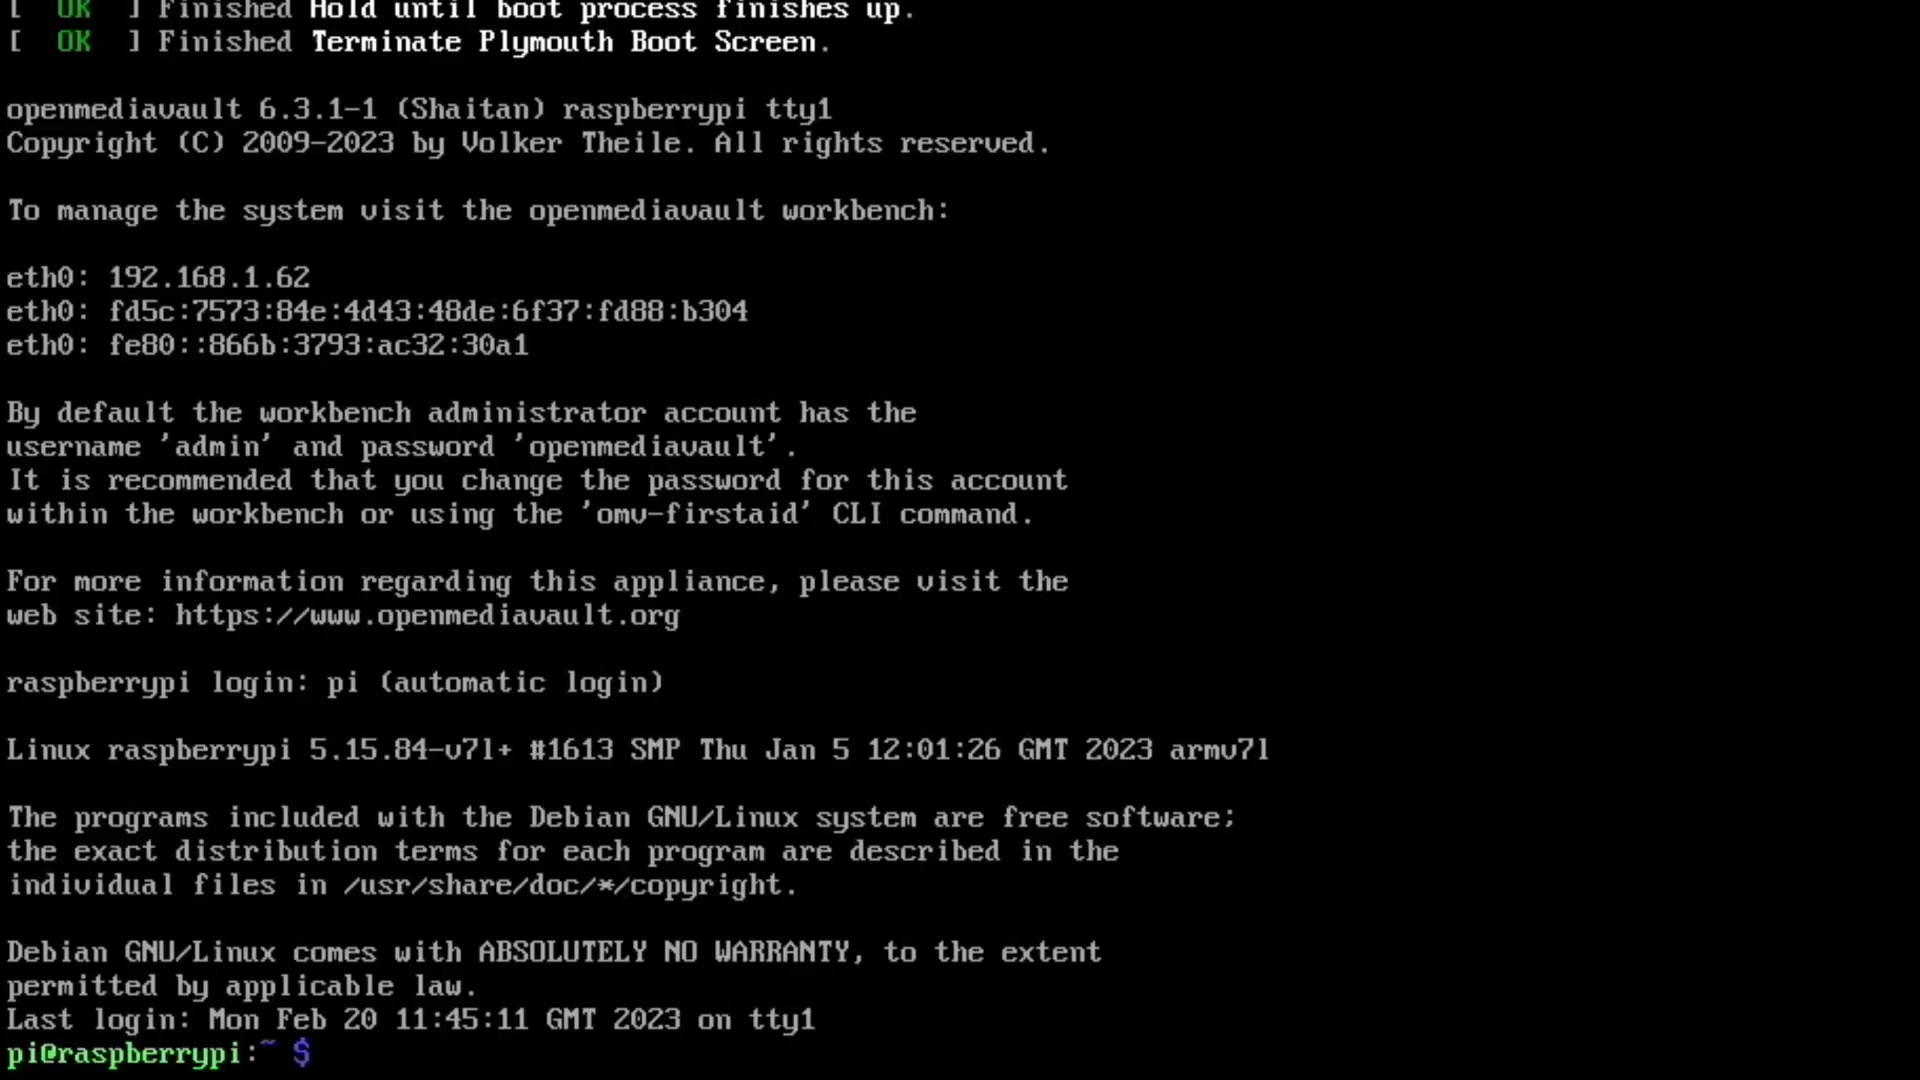 [  OK  ] Finished Hold until boot process finishes up.
[  OK  ] Finished Terminate Plymouth Boot Screen.
openmediavault 6.3.1-1 (Shaitan) raspberrypi tty1
Copyright (C) 2009-2023 by Volker Theile. All rights reserved.
To manage the system visit the openmediavault workbench:
eth0: 192.168.1.62
eth0: fd5c:7573:84e:4d43:48de:6f37:fd88:b304
eth0: fe80::866b:3793:ac32:30a1
By default the workbench administrator account has the
username 'admin' and password 'openmediavault'.
It is recommended that you change the password for this account
within the workbench or using the 'omv-firstaid' CLI command.
For more information regarding this appliance, please visit the
web site: https://www.openmediavault.org
raspberrypi login: pi (automatic login)
Linux raspberrypi 5.15.84-v7l+ #1613 SMP Thu Jan 5 12:01:26 GMT 2023 armv7l
The programs included with the Debian GNU/Linux system are free software;
the exact distribution terms for each program are described in the
individual files in /usr/share/doc/*/copyright.
Debian GNU/Linux comes with ABSOLUTELY NO WARRANTY, to the extent
permitted by applicable law.
Last login: Mon Feb 20 11:45:11 GMT 2023 on tty1
pi@raspberrypi:~ $